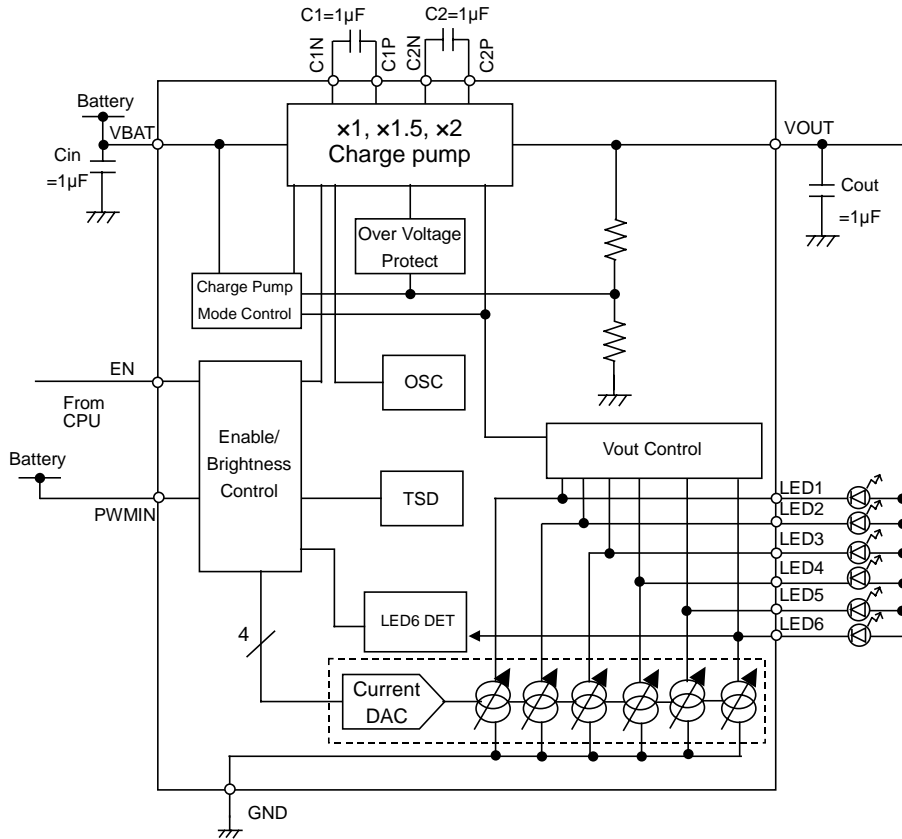 C1=1μF
C2=1μF
C1N
C1P
C2N
C2P
Battery
VBAT
Cin
=1μF
×1, ×1.5, ×2
Charge pump
VOUT
Cout
=1μF
Over Voltage
Protect
Charge Pump
Mode Control
EN
From
CPU
OSC
Enable/
Brightness
Control
Vout Control
Battery
PWMIN
TSD
LED1
LED2
LED3
LED4
LED5
LED6
LED6 DET
4
Current
DAC
GND